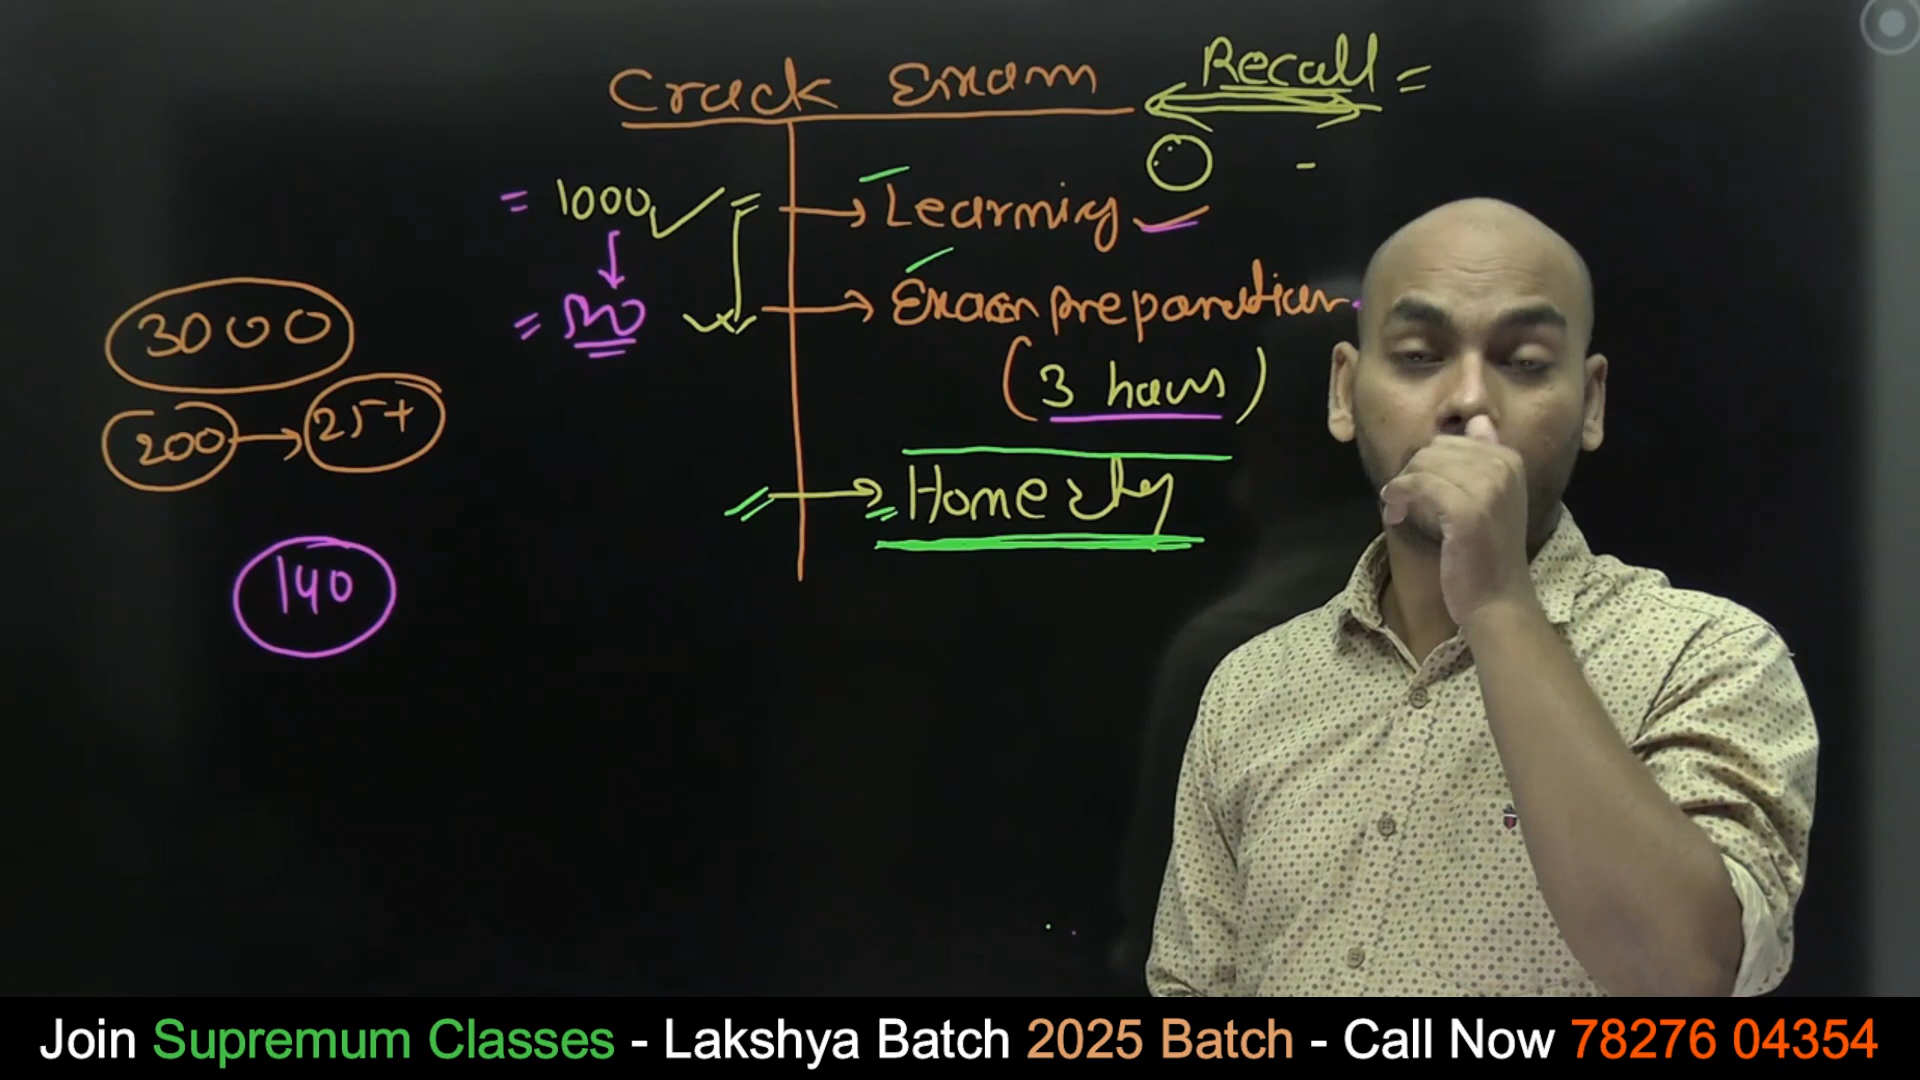 Crack Exam
Recall =
= 1000
Learning
= 500
Exam preparation
(3 hours)
3000
200 → 25+
Home
140
Join Supremum Classes - Lakshya Batch 2025 Batch - Call Now 78276 04354